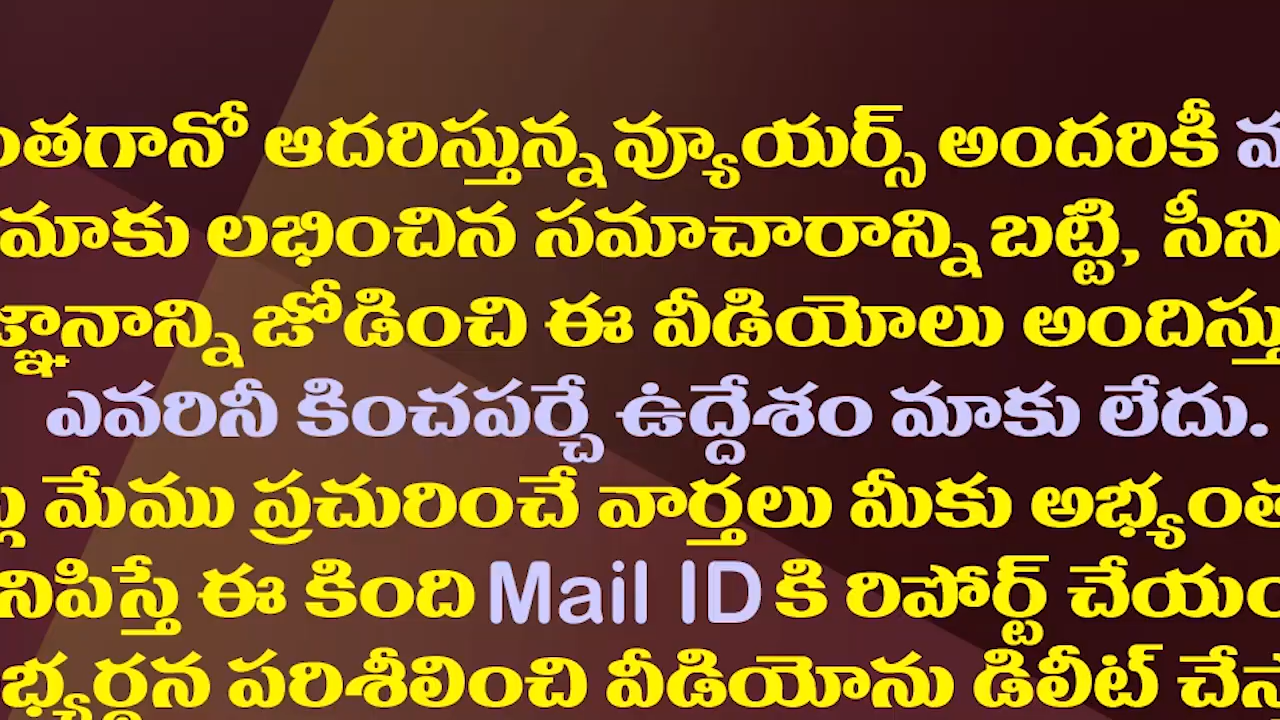 ఆదరిస్తున్న వ్యూయర్స్ అందరికీ
మాకు లభించిన సమాచారాన్ని బట్టి,
జోడించి ఈ వీడియోలు
ఎవరినీ కించపర్చే ఉద్దేశం మాకు లేదు.
మేము ప్రచురించే వార్తలు మీకు
ఈ కింది Mail ID కి రిపోర్ట్
పరిశీలించి వీడియోను డిలీట్